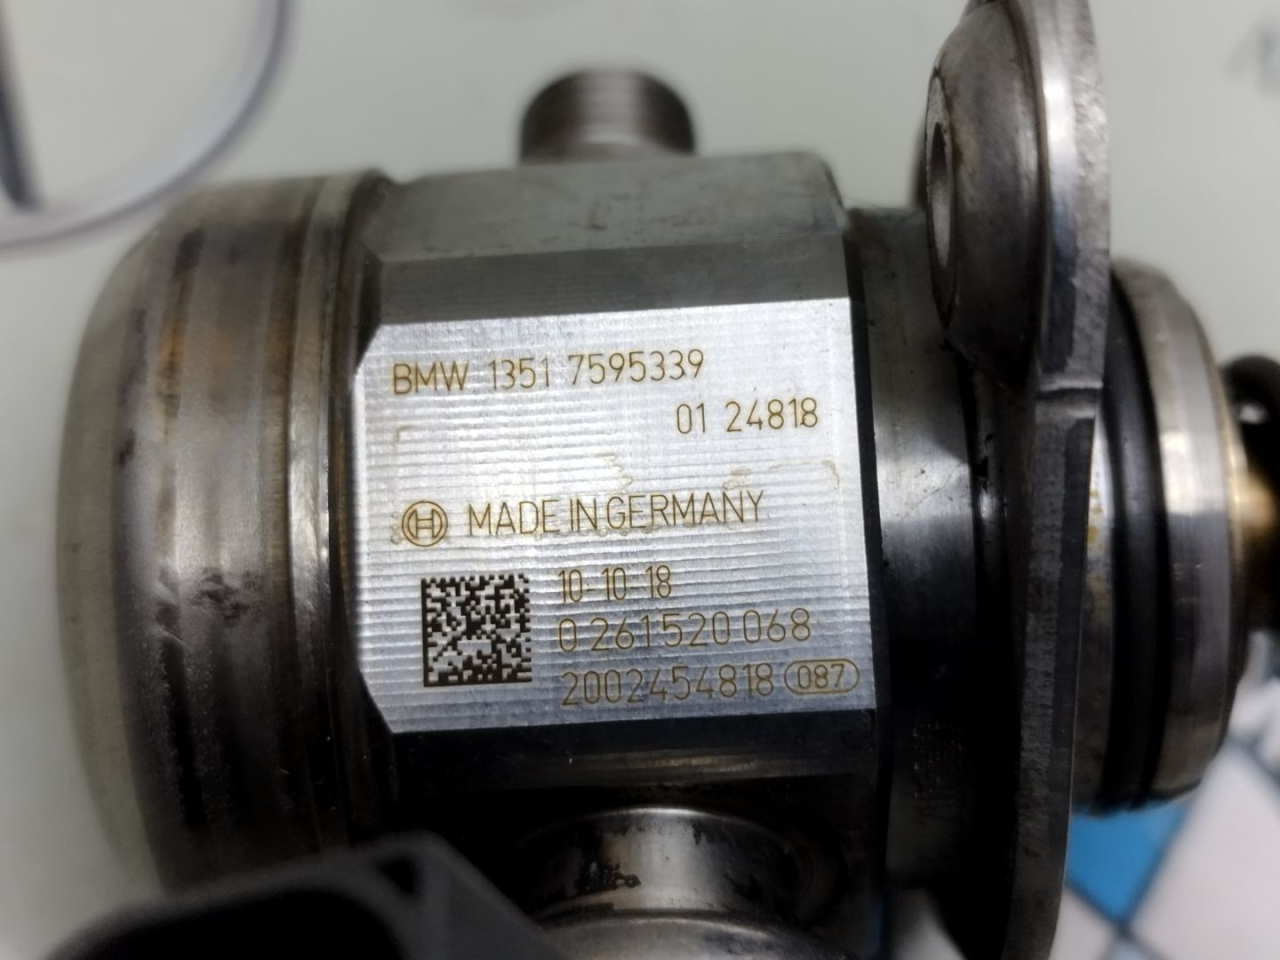 BMW 1351 7595339
01 24818
MADE IN GERMANY
10-10-18
0 261 520 068
2002454818 087